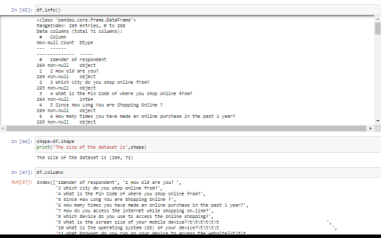 In [45]: df.info()
<class 'pandas.core.frame.DataFrame'>
RangeIndex: 269 entries, 0 to 268
Data columns (total 71 columns):
# Column
Non-Null Count Dtype
--- ------
-------------- -----
0 1Gender of respondent
269 non-null object
1 2 How old are you?
269 non-null object
2 3 Which city do you shop online from?
269 non-null object
3 4 What is the Pin Code of where you shop online from?
269 non-null int64
4 5 Since How Long You are Shopping Online ?
269 non-null object
5 6 How many times you have made an online purchase in the past 1 year?
269 non-null object
shape=df.shape
print('The size of the dataset is',shape)
The size of the dataset is (269, 71)
In [47]: df.columns
Out[47]: Index(['1Gender of respondent', '2 How old are you? ',
'3 Which city do you shop online from?',
'4 What is the Pin Code of where you shop online from?',
'5 Since How Long You are Shopping Online ?',
'6 How many times you have made an online purchase in the past 1 year?',
'7 How do you access the internet while shopping on-line?',
'8 Which device do you use to access the online shopping?',
'9 What is the screen size of your mobile device?\t\t\t\t\t\t ',
'10 What is the operating system (OS) of your device?\t\t\t\t ',
'11 What browser do you run on your device to access the website?\t\t\t